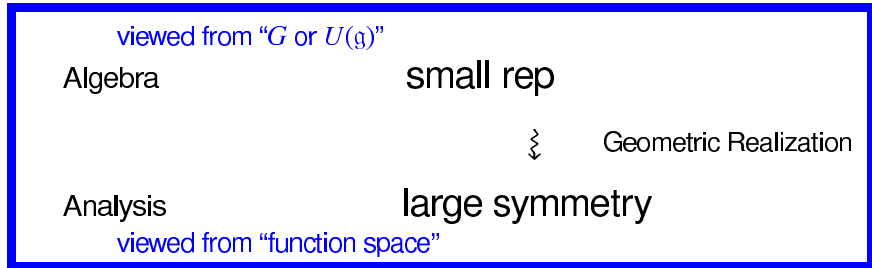 viewed from “G or U(𝔤)”
Algebra small rep
Geometric Realization
Analysis large symmetry
viewed from “function space”